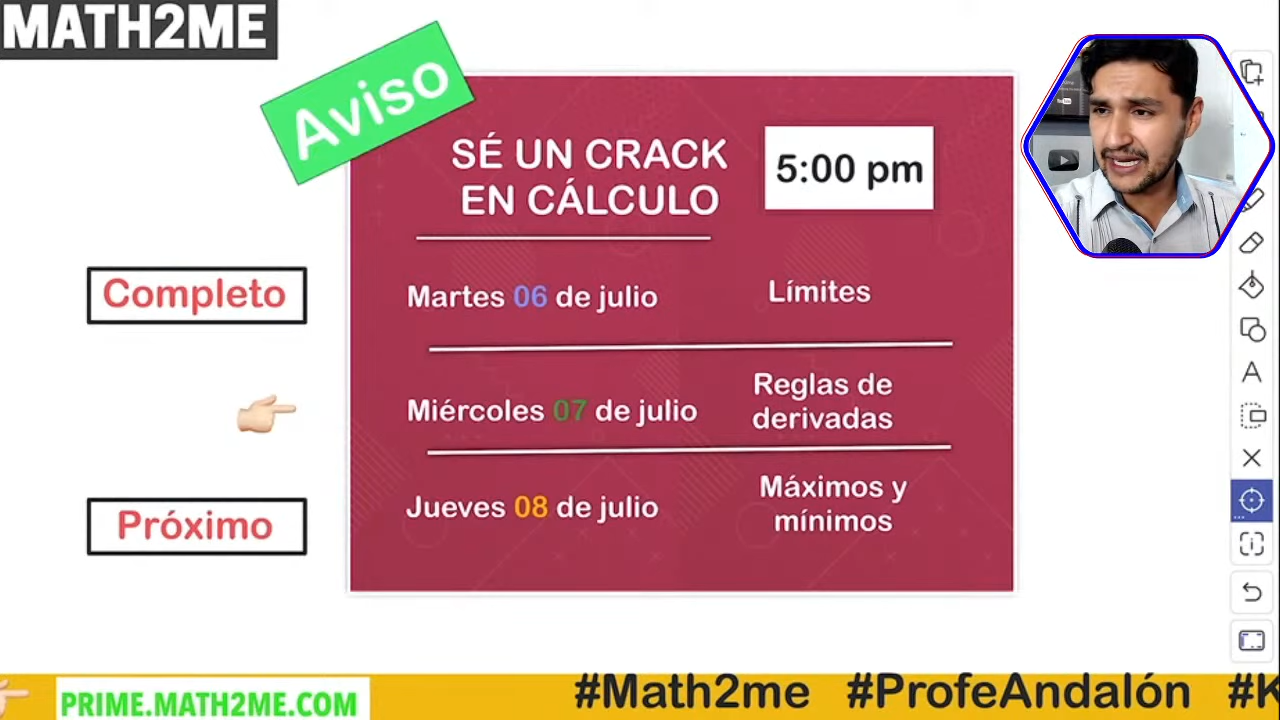 MATH2ME
Aviso
SÉ UN CRACK
EN CÁLCULO
5:00 pm
Completo
Martes 06 de julio
Límites
Miércoles 07 de julio
Reglas de
derivadas
Próximo
Jueves 08 de julio
Máximos y
mínimos
PRIME.MATH2ME.COM
#Math2me #ProfeAndalón #K